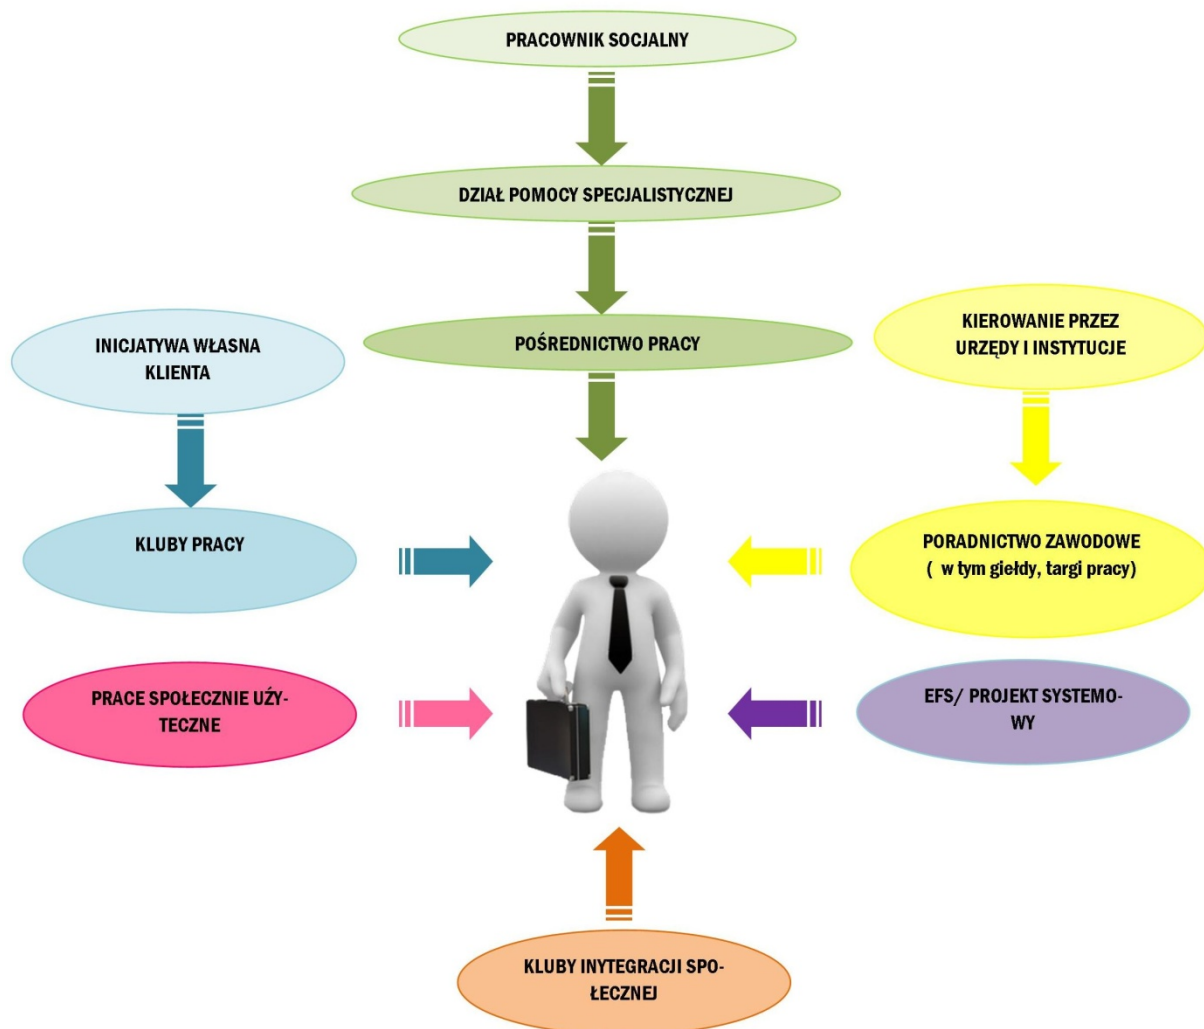 PRACOWNIK SOCJALNY
DZIAŁ POMOCY SPECJALISTYCZNEJ
POŚREDNICTWO PRACY
INICJATYWA WŁASNA
KLIENTA
KIEROWANIE PRZEZ
URZĘDY I INSTYTUCJE
KLUBY PRACY
PORADNICTWO ZAWODOWE
( w tym giełdy, targi pracy)
PRACE SPOŁECZNIE UŹY-
TECZNE
EFS/ PROJEKT SYSTEMO-
WY
KLUBY INYTEGRACJI SPO-
ŁECZNEJ